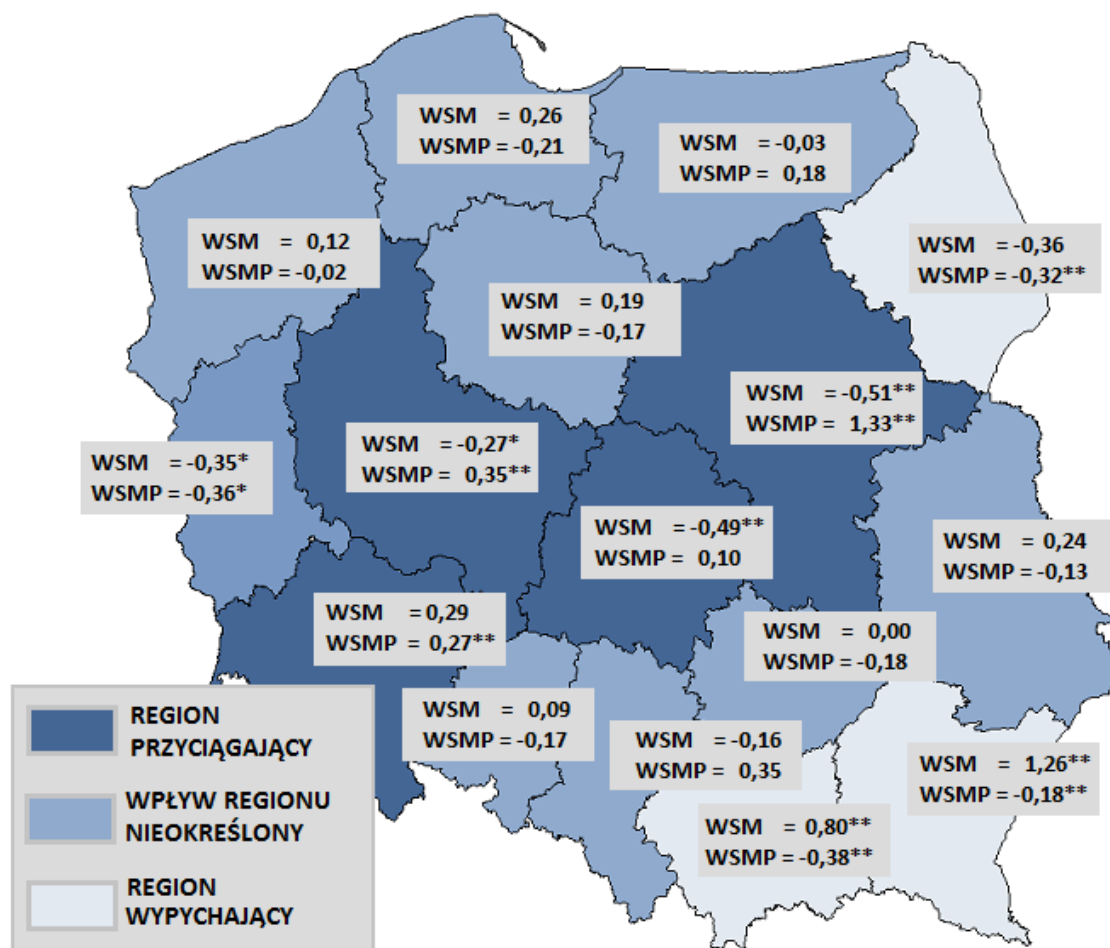 WSM = 0,26
WSMP = -0,21
WSM = -0,03
WSMP = 0,18
WSM = 0,12
WSMP = -0,02
WSM = -0,36
WSMP = -0,32**
WSM = 0,19
WSMP = -0,17
WSM = -0,51**
WSMP = 1,33**
WSM = -0,27*
WSMP = 0,35**
WSM = -0,35*
WSMP = -0,36*
WSM = -0,49**
WSMP = 0,10
WSM = 0,24
WSMP = -0,13
WSM = 0,29
WSMP = 0,27**
WSM = 0,00
WSMP = -0,18
WSM = 0,09
WSMP = -0,17
WSM = -0,16
WSMP = 0,35
WSM = 1,26**
WSMP = -0,18**
WSM = 0,80**
WSMP = -0,38**
REGION
PRZYCIĄGAJĄCY
WPŁYW REGIONU
NIEOKREŚLONY
REGION
WYPYCHAJĄCY